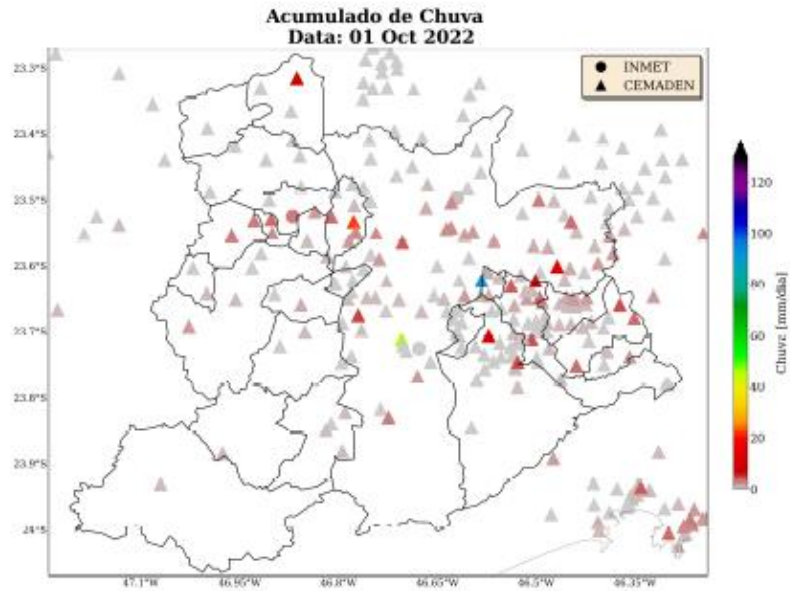 Acumulado de Chuva
Data: 01 Oct 2022
INMET
CEMADEN
23.3°S
23.4°S
23.5°S
23.6°S
23.7°S
23.8°S
23.9°S
24°S
47.1°W
46.95°W
46.8°W
46.65°W
46.5°W
46.35°W
120
100
80
60
40
20
0
Chuva [mm/dia]